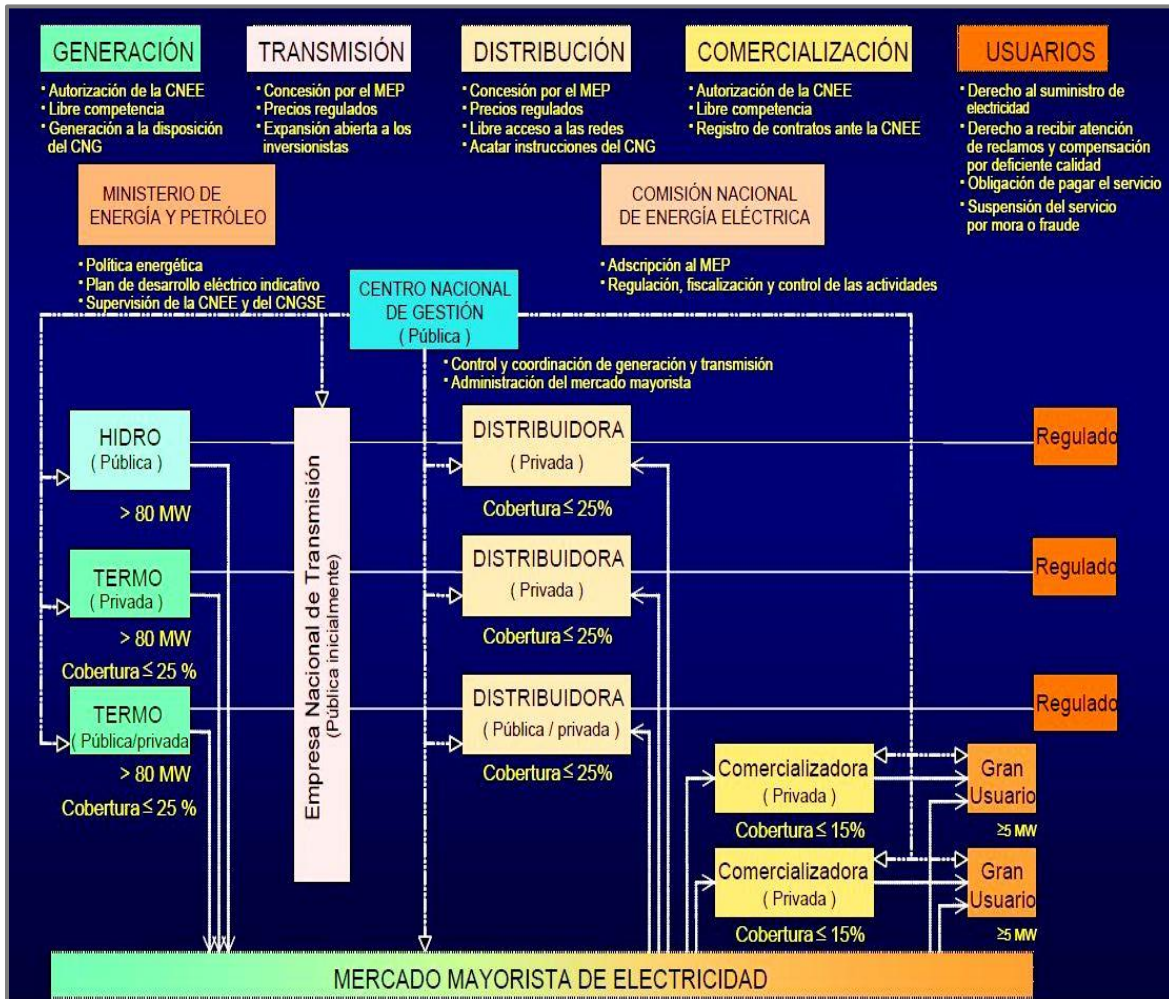 GENERACIÓN
• Autorización de la CNEE
• Libre competencia
• Generación a la disposición
del CNG
TRANSMISIÓN
• Concesión por el MEP
• Precios regulados
• Expansión abierta a los
inversionistas
DISTRIBUCIÓN
• Concesión por el MEP
• Precios regulados
• Libre acceso a las redes
• Acatar instrucciones del CNG
COMERCIALIZACIÓN
• Autorización de la CNEE
• Libre competencia
• Registro de contratos ante la CNEE
USUARIOS
• Derecho al suministro de
electricidad
• Derecho a recibir atención
de reclamos y compensación
por deficiente calidad
• Obligación de pagar el servicio
• Suspensión del servicio
por mora o fraude
MINISTERIO DE
ENERGÍA Y PETRÓLEO
• Política energética
• Plan de desarrollo eléctrico indicativo
• Supervisión de la CNEE y del CNGSE
COMISIÓN NACIONAL
DE ENERGÍA ELÉCTRICA
• Adscripción al MEP
• Regulación, fiscalización y control de las actividades
CENTRO NACIONAL
DE GESTIÓN
( Pública )
• Control y coordinación de generación y transmisión
• Administración del mercado mayorista
HIDRO
( Pública )
> 80 MW
TERMO
( Privada )
> 80 MW
Cobertura ≤ 25 %
TERMO
( Pública/privada
> 80 MW
Cobertura ≤ 25 %
Empresa Nacional de Transmisión
(Pública inicialmente)
DISTRIBUIDORA
( Privada )
Cobertura ≤ 25%
DISTRIBUIDORA
( Privada )
Cobertura ≤ 25%
DISTRIBUIDORA
( Pública / privada )
Cobertura ≤ 25%
Regulado
Regulado
Regulado
Comercializadora
( Privada )
Cobertura ≤ 15%
Gran
Usuario
≥5 MW
Comercializadora
( Privada )
Cobertura ≤ 15%
Gran
Usuario
≥5 MW
MERCADO MAYORISTA DE ELECTRICIDAD